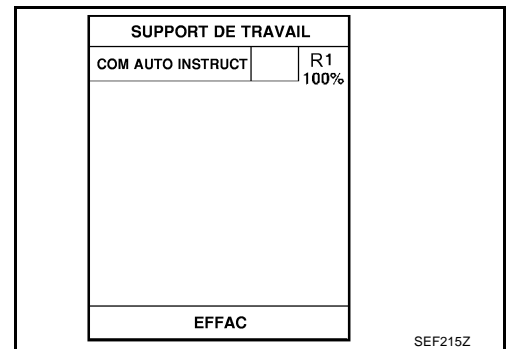 SUPPORT DE TRAVAIL
COM AUTO INSTRUCT R1
100%
EFFAC
SEF215Z